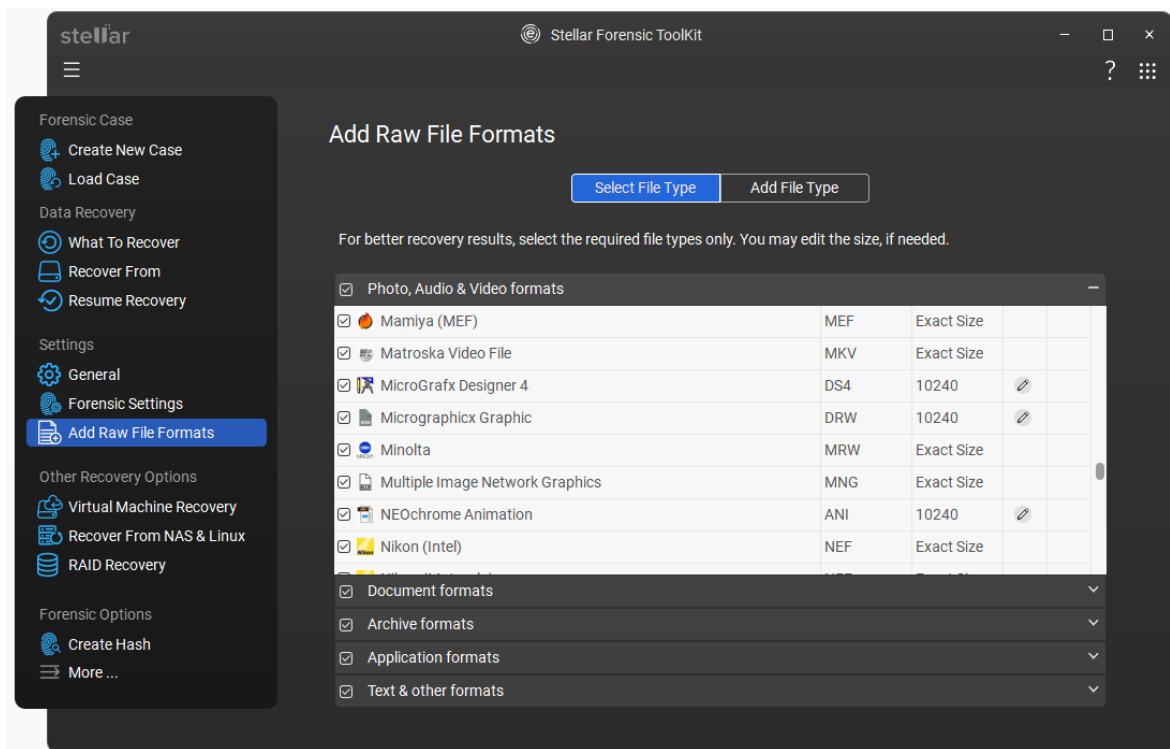 stellar
Stellar Forensic ToolKit
?
Forensic Case
Create New Case
Load Case
Data Recovery
What To Recover
Recover From
Resume Recovery
Settings
General
Forensic Settings
Add Raw File Formats
Other Recovery Options
Virtual Machine Recovery
Recover From NAS & Linux
RAID Recovery
Forensic Options
Create Hash
More ...
Add Raw File Formats
Select File Type Add File Type
For better recovery results, select the required file types only. You may edit the size, if needed.
Photo, Audio & Video formats
Mamiya (MEF) MEF Exact Size
Matroska Video File MKV Exact Size
MicroGrafx Designer 4 DS4 10240
Micrographicx Graphic DRW 10240
Minolta MRW Exact Size
Multiple Image Network Graphics MNG Exact Size
NEOchrome Animation ANI 10240
Nikon (Intel) NEF Exact Size
Document formats
Archive formats
Application formats
Text & other formats